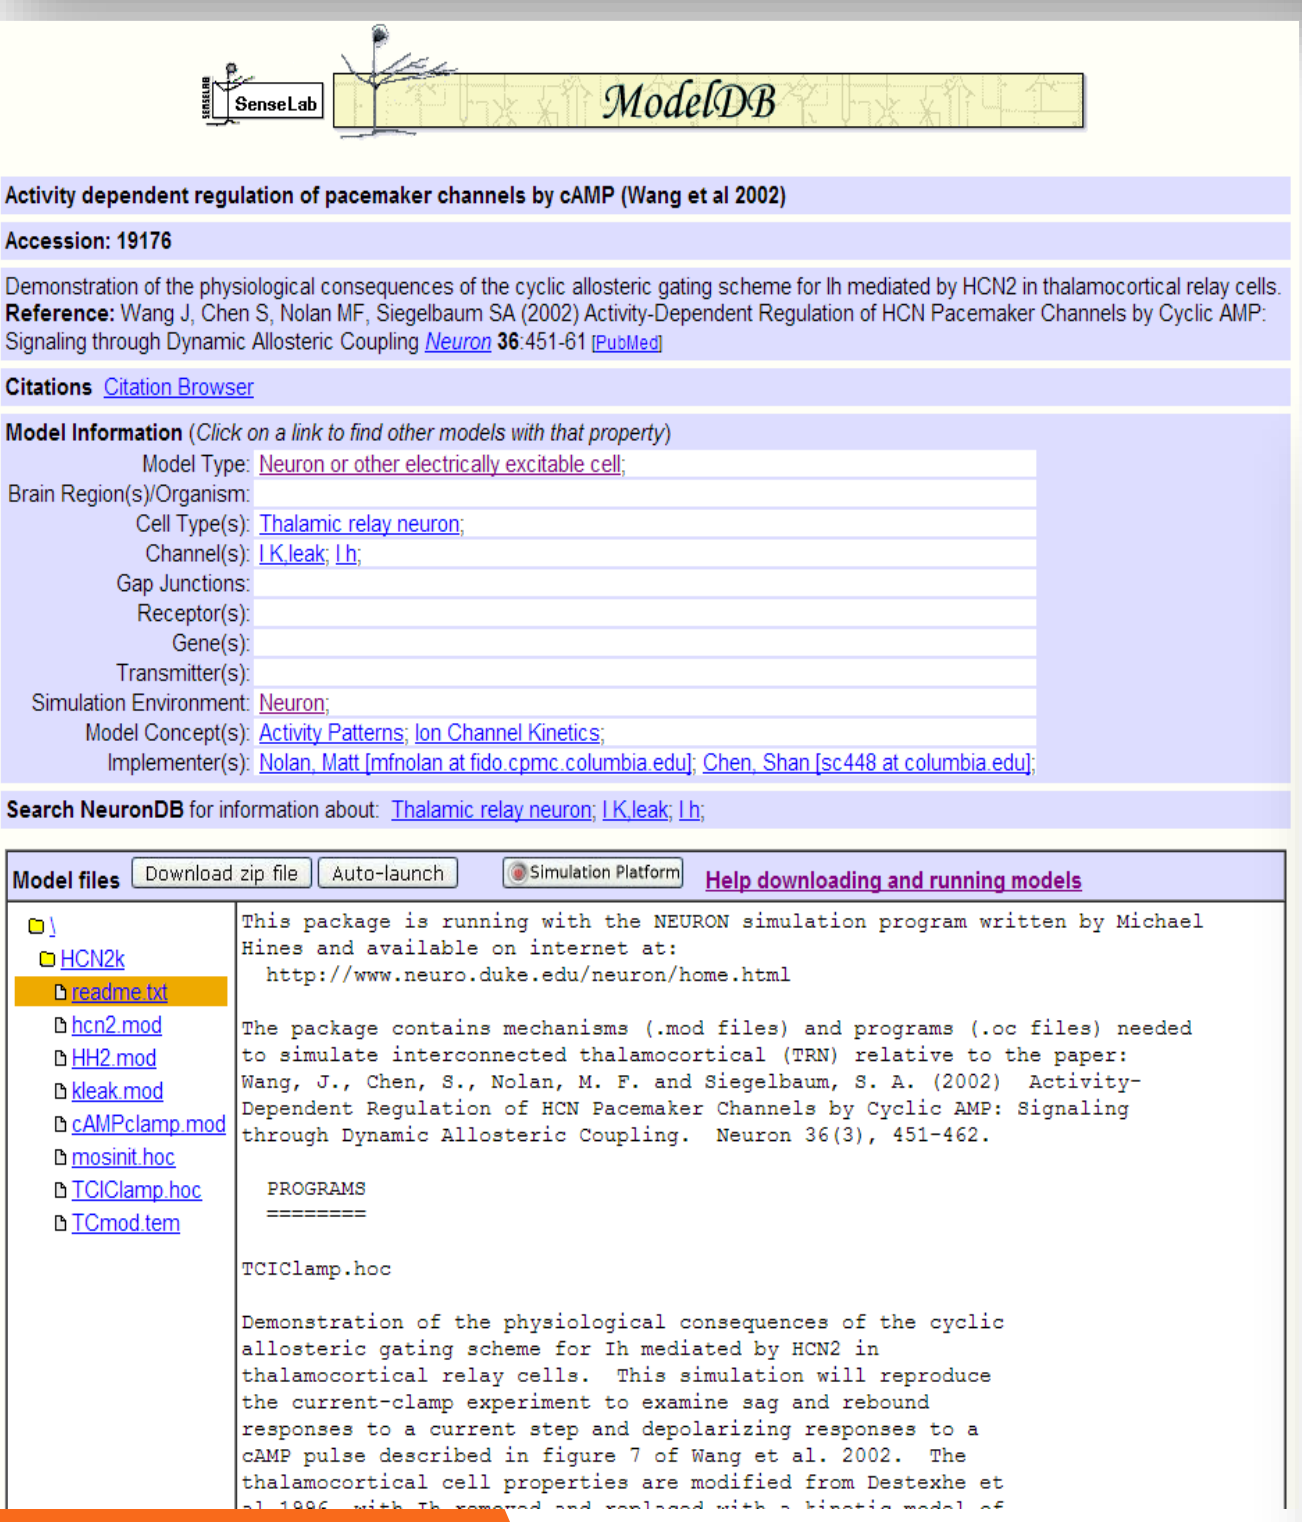 SENSELAB
SenseLab
ModelDB
Activity dependent regulation of pacemaker channels by cAMP (Wang et al 2002)
Accession: 19176
Demonstration of the physiological consequences of the cyclic allosteric gating scheme for Ih mediated by HCN2 in thalamocortical relay cells.
Reference: Wang J, Chen S, Nolan MF, Siegelbaum SA (2002) Activity-Dependent Regulation of HCN Pacemaker Channels by Cyclic AMP:
Signaling through Dynamic Allosteric Coupling Neuron 36:451-61 [PubMed]
Citations Citation Browser
Model Information (Click on a link to find other models with that property)
Model Type: Neuron or other electrically excitable cell;
Brain Region(s)/Organism:
Cell Type(s): Thalamic relay neuron;
Channel(s): I K,leak; I h;
Gap Junctions:
Receptor(s):
Gene(s):
Transmitter(s):
Simulation Environment: Neuron;
Model Concept(s): Activity Patterns; Ion Channel Kinetics;
Implementer(s): Nolan, Matt [mfnolan at fido.cpmc.columbia.edu]; Chen, Shan [sc448 at columbia.edu];
Search NeuronDB for information about: Thalamic relay neuron; I K,leak; I h;
Model files Download zip file Auto-launch Simulation Platform Help downloading and running models
\
HCN2k
readme.txt
hcn2.mod
HH2.mod
kleak.mod
cAMPclamp.mod
mosinit.hoc
TCIClamp.hoc
TCmod.tem
This package is running with the NEURON simulation program written by Michael
Hines and available on internet at:
http://www.neuro.duke.edu/neuron/home.html
The package contains mechanisms (.mod files) and programs (.oc files) needed
to simulate interconnected thalamocortical (TRN) relative to the paper:
Wang, J., Chen, S., Nolan, M. F. and Siegelbaum, S. A. (2002) Activity-
Dependent Regulation of HCN Pacemaker Channels by Cyclic AMP: Signaling
through Dynamic Allosteric Coupling. Neuron 36(3), 451-462.
PROGRAMS
========
TCIClamp.hoc
Demonstration of the physiological consequences of the cyclic
allosteric gating scheme for Ih mediated by HCN2 in
thalamocortical relay cells. This simulation will reproduce
the current-clamp experiment to examine sag and rebound
responses to a current step and depolarizing responses to a
cAMP pulse described in figure 7 of Wang et al. 2002. The
thalamocortical cell properties are modified from Destexhe et
al 1996, with Ih removed and replaced with a kinetic model of